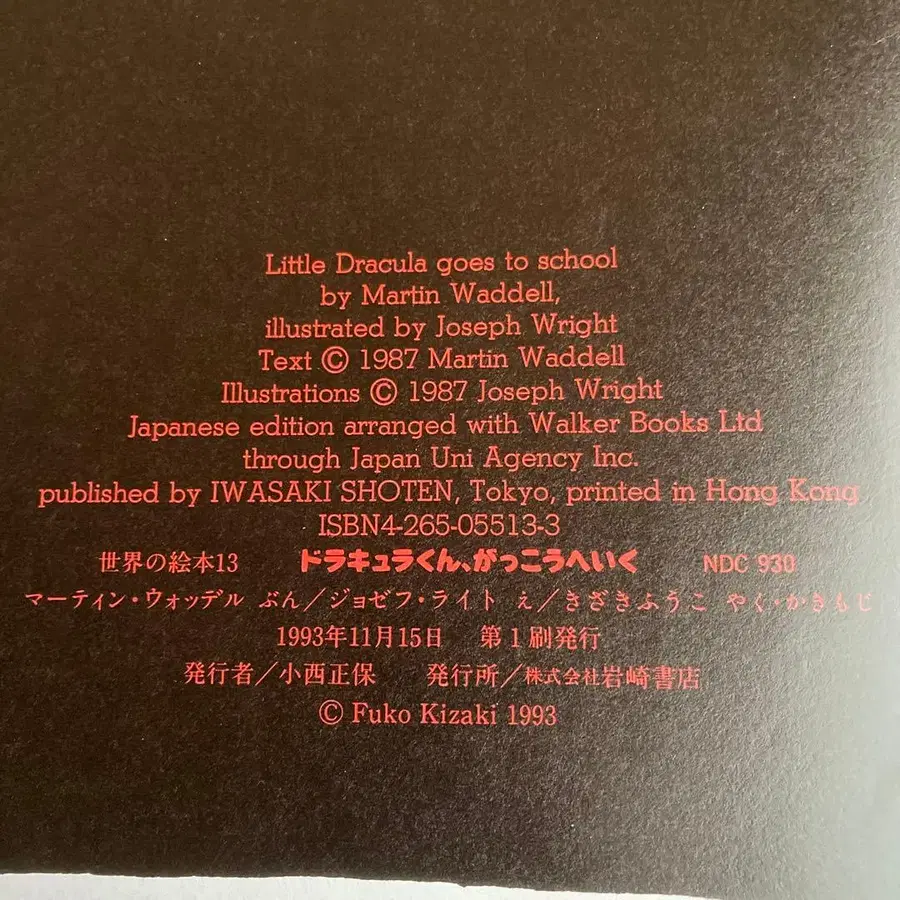 Little Dracula goes to school
by Martin Waddell,
illustrated by Joseph Wright
Text © 1987 Martin Waddell
Illustrations © 1987 Joseph Wright
Japanese edition arranged with Walker Books Ltd
through Japan Uni Agency Inc.
published by IWASAKI SHOTEN, Tokyo, printed in Hong Kong
ISBN4-265-05513-3
世界の絵本13 ドラキュラくん、がっこうへいく NDC 930
マーティン・ウォッデル ぶん/ジョゼフ・ライト え/きざきふうこ やく・かきもじ
1993年11月15日 第1刷発行
発行者/小西正保 発行所/株式会社岩崎書店
© Fuko Kizaki 1993